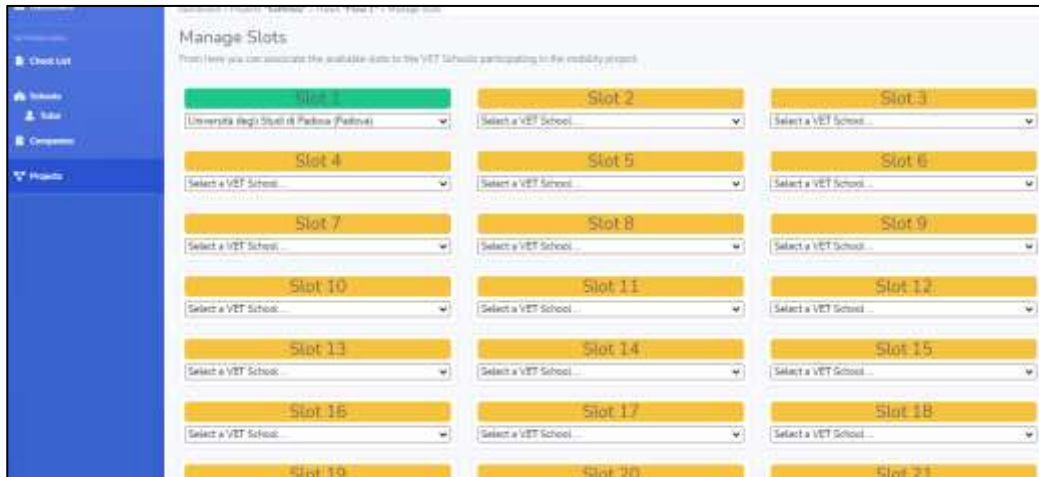 Manage Slots
From here you can associate the available slots to the VET Schools participating in the mobility project.
Check List
Schools
Tutor
Companies
Projects
Slot 1
Slot 2
Slot 3
Università degli Studi di Padova (Padova)
Select a VET School...
Select a VET School...
Slot 4
Slot 5
Slot 6
Select a VET School...
Select a VET School...
Select a VET School...
Slot 7
Slot 8
Slot 9
Select a VET School...
Select a VET School...
Select a VET School...
Slot 10
Slot 11
Slot 12
Select a VET School...
Select a VET School...
Select a VET School...
Slot 13
Slot 14
Slot 15
Select a VET School...
Select a VET School...
Select a VET School...
Slot 16
Slot 17
Slot 18
Select a VET School...
Select a VET School...
Select a VET School...
Slot 19
Slot 20
Slot 21